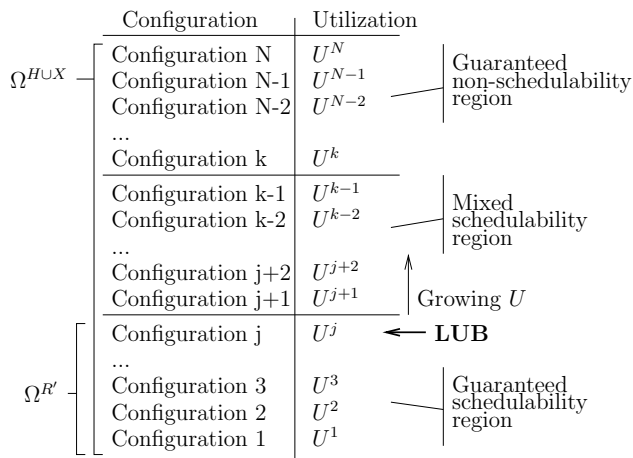 Configuration Utilization
Configuration N U^N Guaranteed
Ω^{H∪X} Configuration N-1 U^{N−1} non-schedulability
Configuration N-2 U^{N−2} region
...
Configuration k U^k
Configuration k-1 U^{k−1} Mixed
Configuration k-2 U^{k−2} schedulability
... region
Configuration j+2 U^{j+2}
Configuration j+1 U^{j+1} Growing U
Configuration j U^j LUB
...
Ω^{R′} Configuration 3 U^3 Guaranteed
Configuration 2 U^2 schedulability
Configuration 1 U^1 region